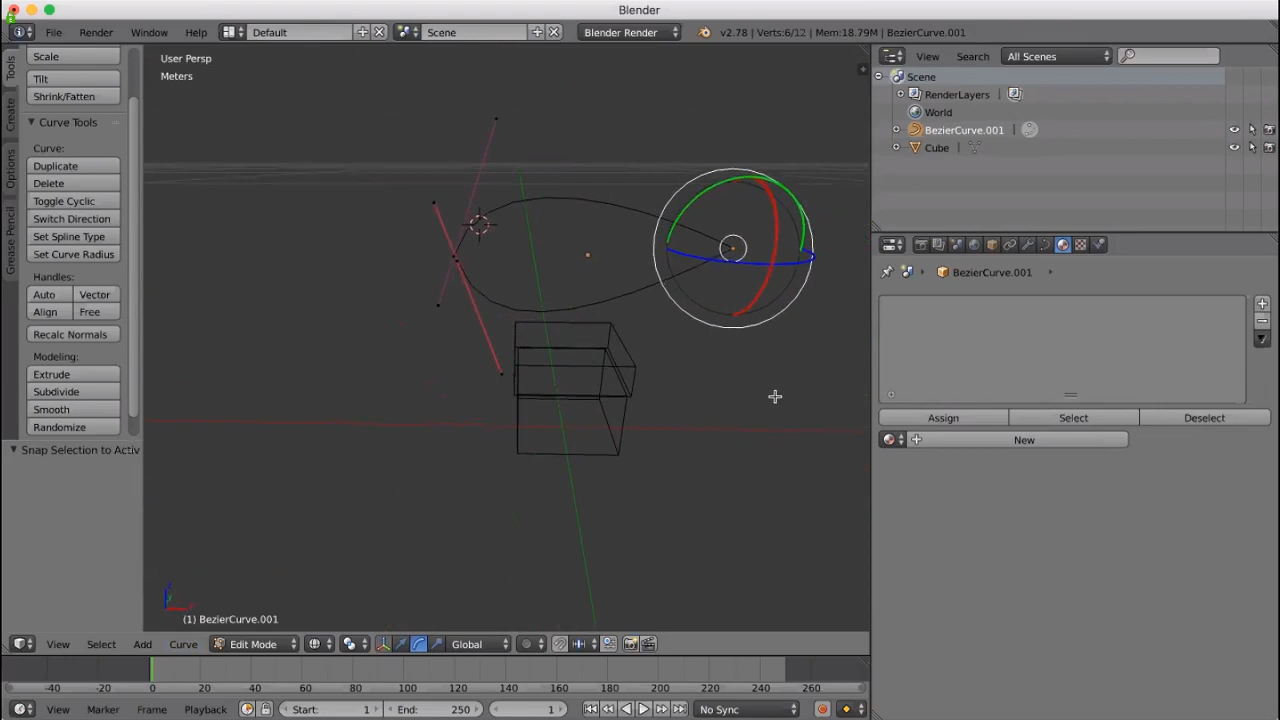 Blender
File Render Window Help Default Scene Blender Render v2.78 | Verts:6/12 | Mem:18.79M | BezierCurve.001
Tools
Create
Options
Grease Pencil
Scale
Tilt
Shrink/Fatten
Curve Tools
Curve:
Duplicate
Delete
Toggle Cyclic
Switch Direction
Set Spline Type
Set Curve Radius
Handles:
Auto Vector
Align Free
Recalc Normals
Modeling:
Extrude
Subdivide
Smooth
Randomize
Snap Selection to Activ
User Persp
Meters
(1) BezierCurve.001
View Select Add Curve Edit Mode Global
-40 -20 0 20 40 60 80 100 120 140 160 180 200 220 240 260
View Marker Frame Playback Start: 1 End: 250 1 No Sync
View Search All Scenes
Scene
RenderLayers
World
BezierCurve.001
Cube
BezierCurve.001
Assign Select Deselect
New